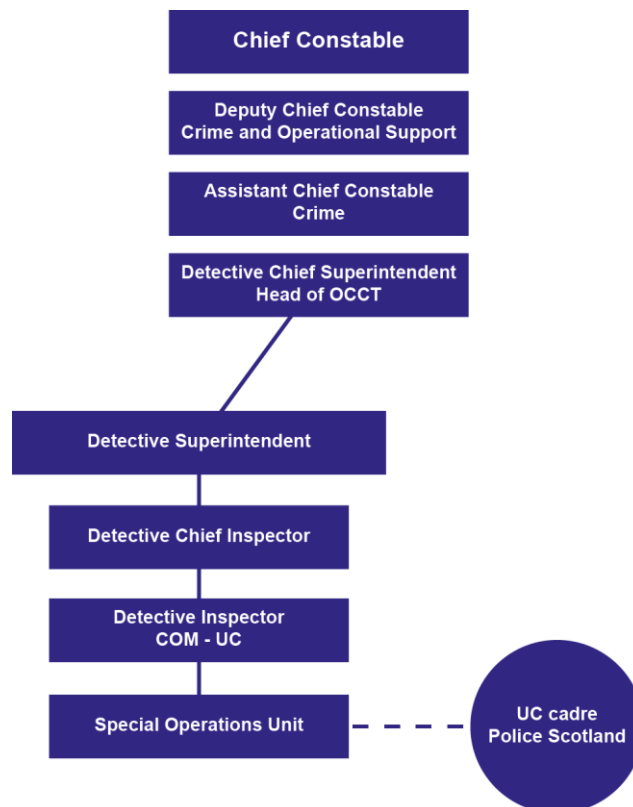 Chief Constable
Deputy Chief Constable
Crime and Operational Support
Assistant Chief Constable
Crime
Detective Chief Superintendent
Head of OCCT
Detective Superintendent
Detective Chief Inspector
Detective Inspector
COM - UC
Special Operations Unit
UC cadre
Police Scotland